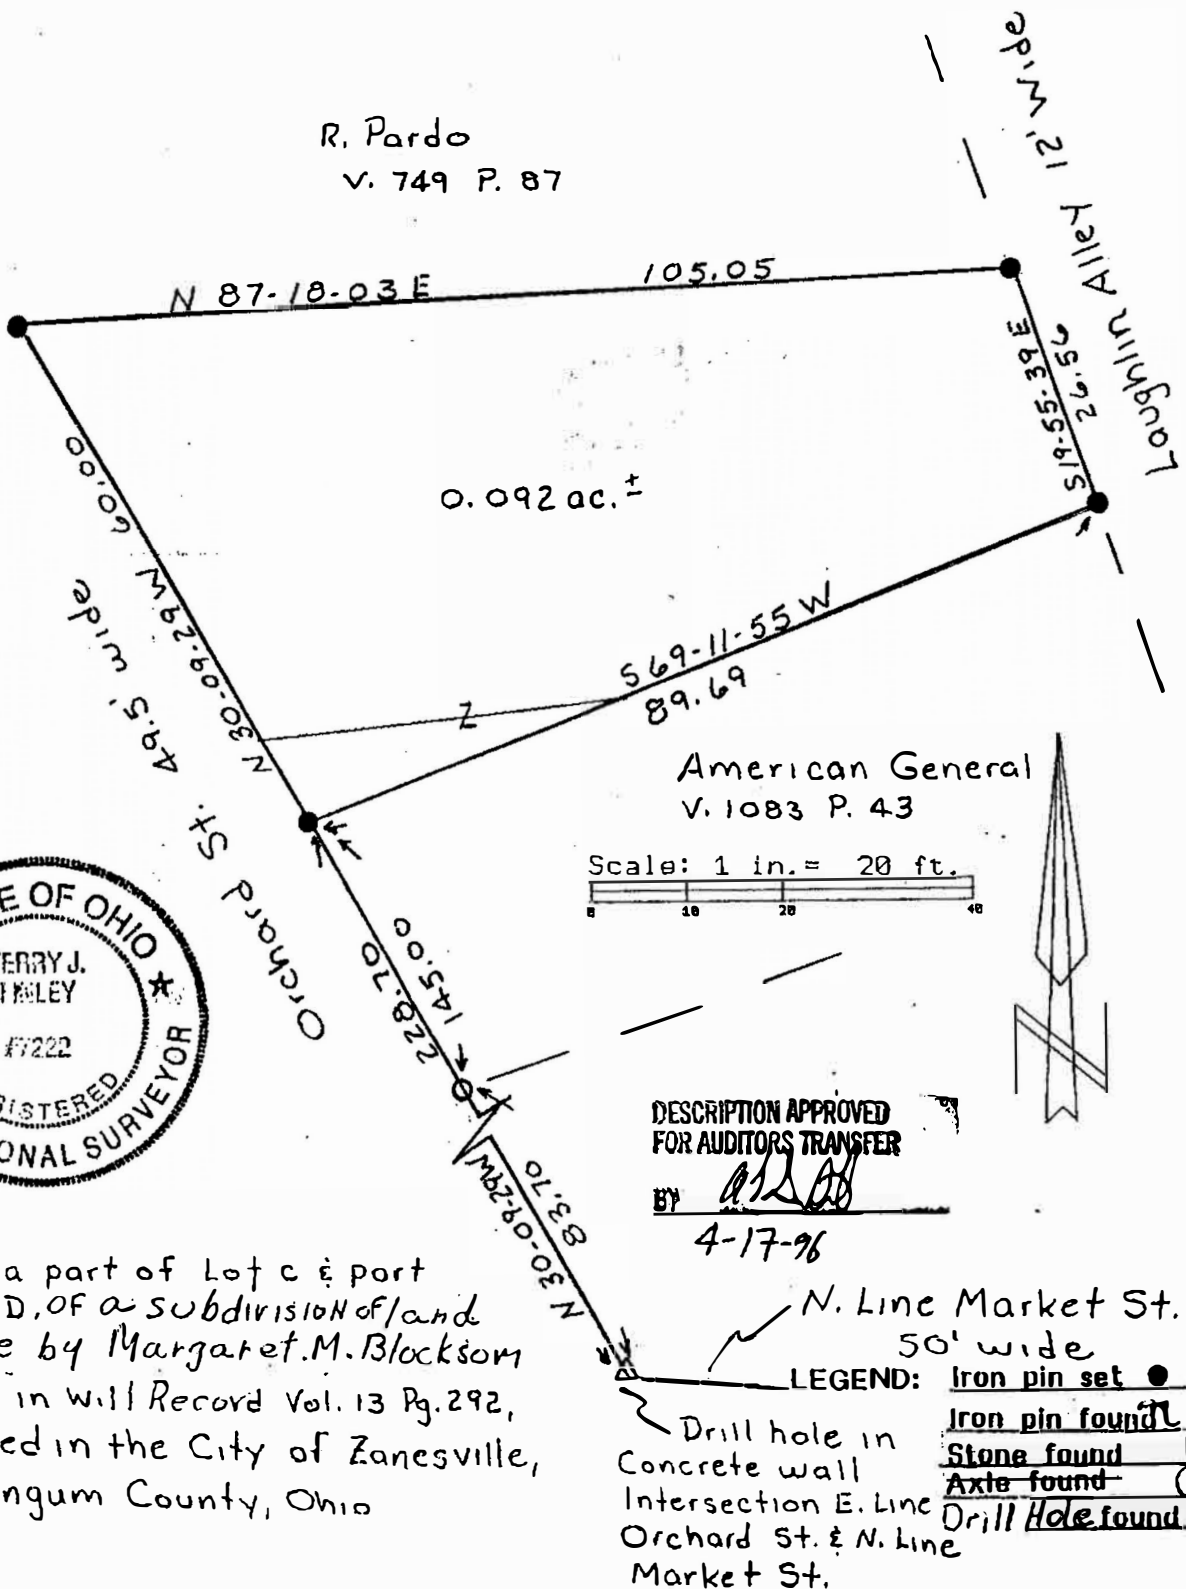 Laughlin Alley 12' Wide
R. Pardo
V. 749 P. 87
N 87-18-03 E 105.05
S 19-55-39 E
26.56
0.092 ac. ±
60.00
N 30-09-29 W
Orchard St. 49.5' wide
S 69-11-55 W
89.69
Z
American General
V. 1083 P. 43
Scale: 1 in.= 20 ft.
0 10 20 40
N
E OF OHIO ★
ERRY J.
#7222
ISTERED
ONAL SURVEYOR
145.00
228.70
83.70
N 30-09-29W
DESCRIPTION APPROVED
FOR AUDITORS TRANSFER
BY
4-17-96
a part of Lot C & part
D, OF a subdivision of land
e by Margaret.M.Blocksom
in Will Record Vol. 13 Pg.292,
ed in the City of Zanesville,
ngum County, Ohio
N. Line Market St.
50' wide
LEGEND: Iron pin set ●
Iron pin found
Stone found
Axle found
Drill Hole found
Drill hole in
Concrete wall
Intersection E. Line
Orchard St. & N. Line
Market St.